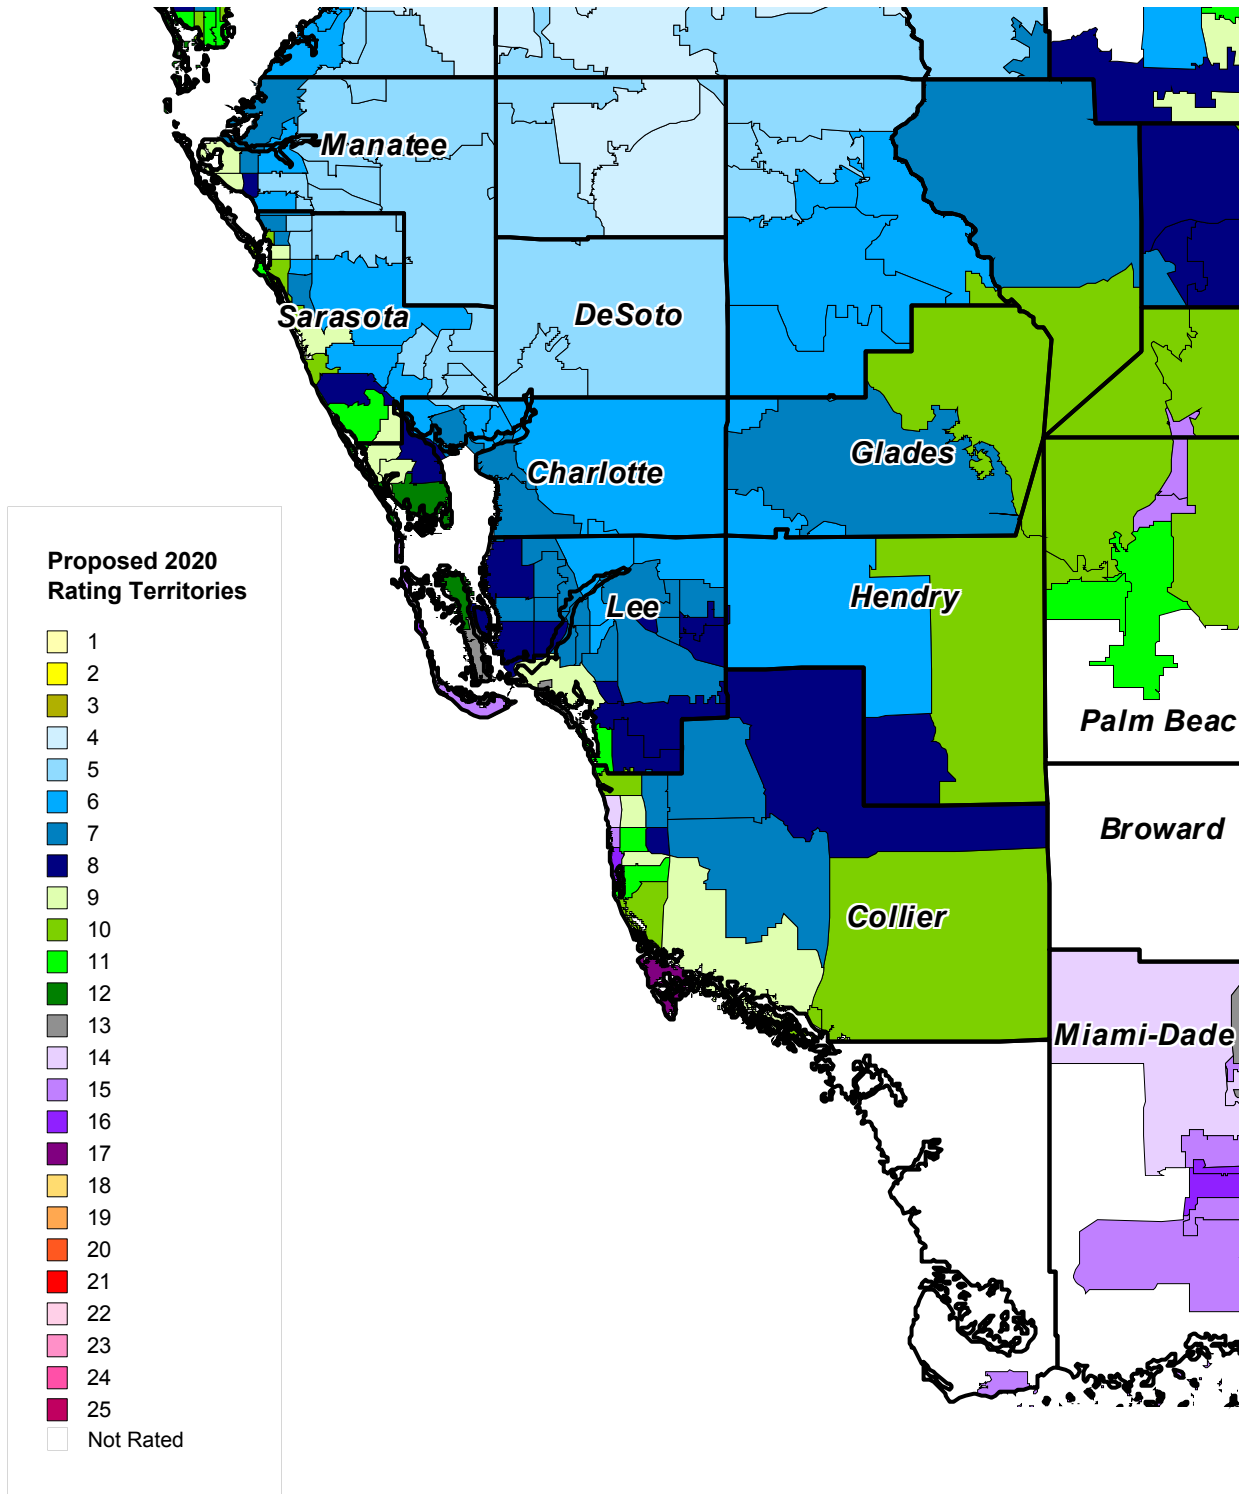 Manatee
Sarasota
DeSoto
Charlotte
Glades
Lee
Hendry
Palm Beac
Broward
Collier
Miami-Dade
Proposed 2020
Rating Territories
1
2
3
4
5
6
7
8
9
10
11
12
13
14
15
16
17
18
19
20
21
22
23
24
25
Not Rated